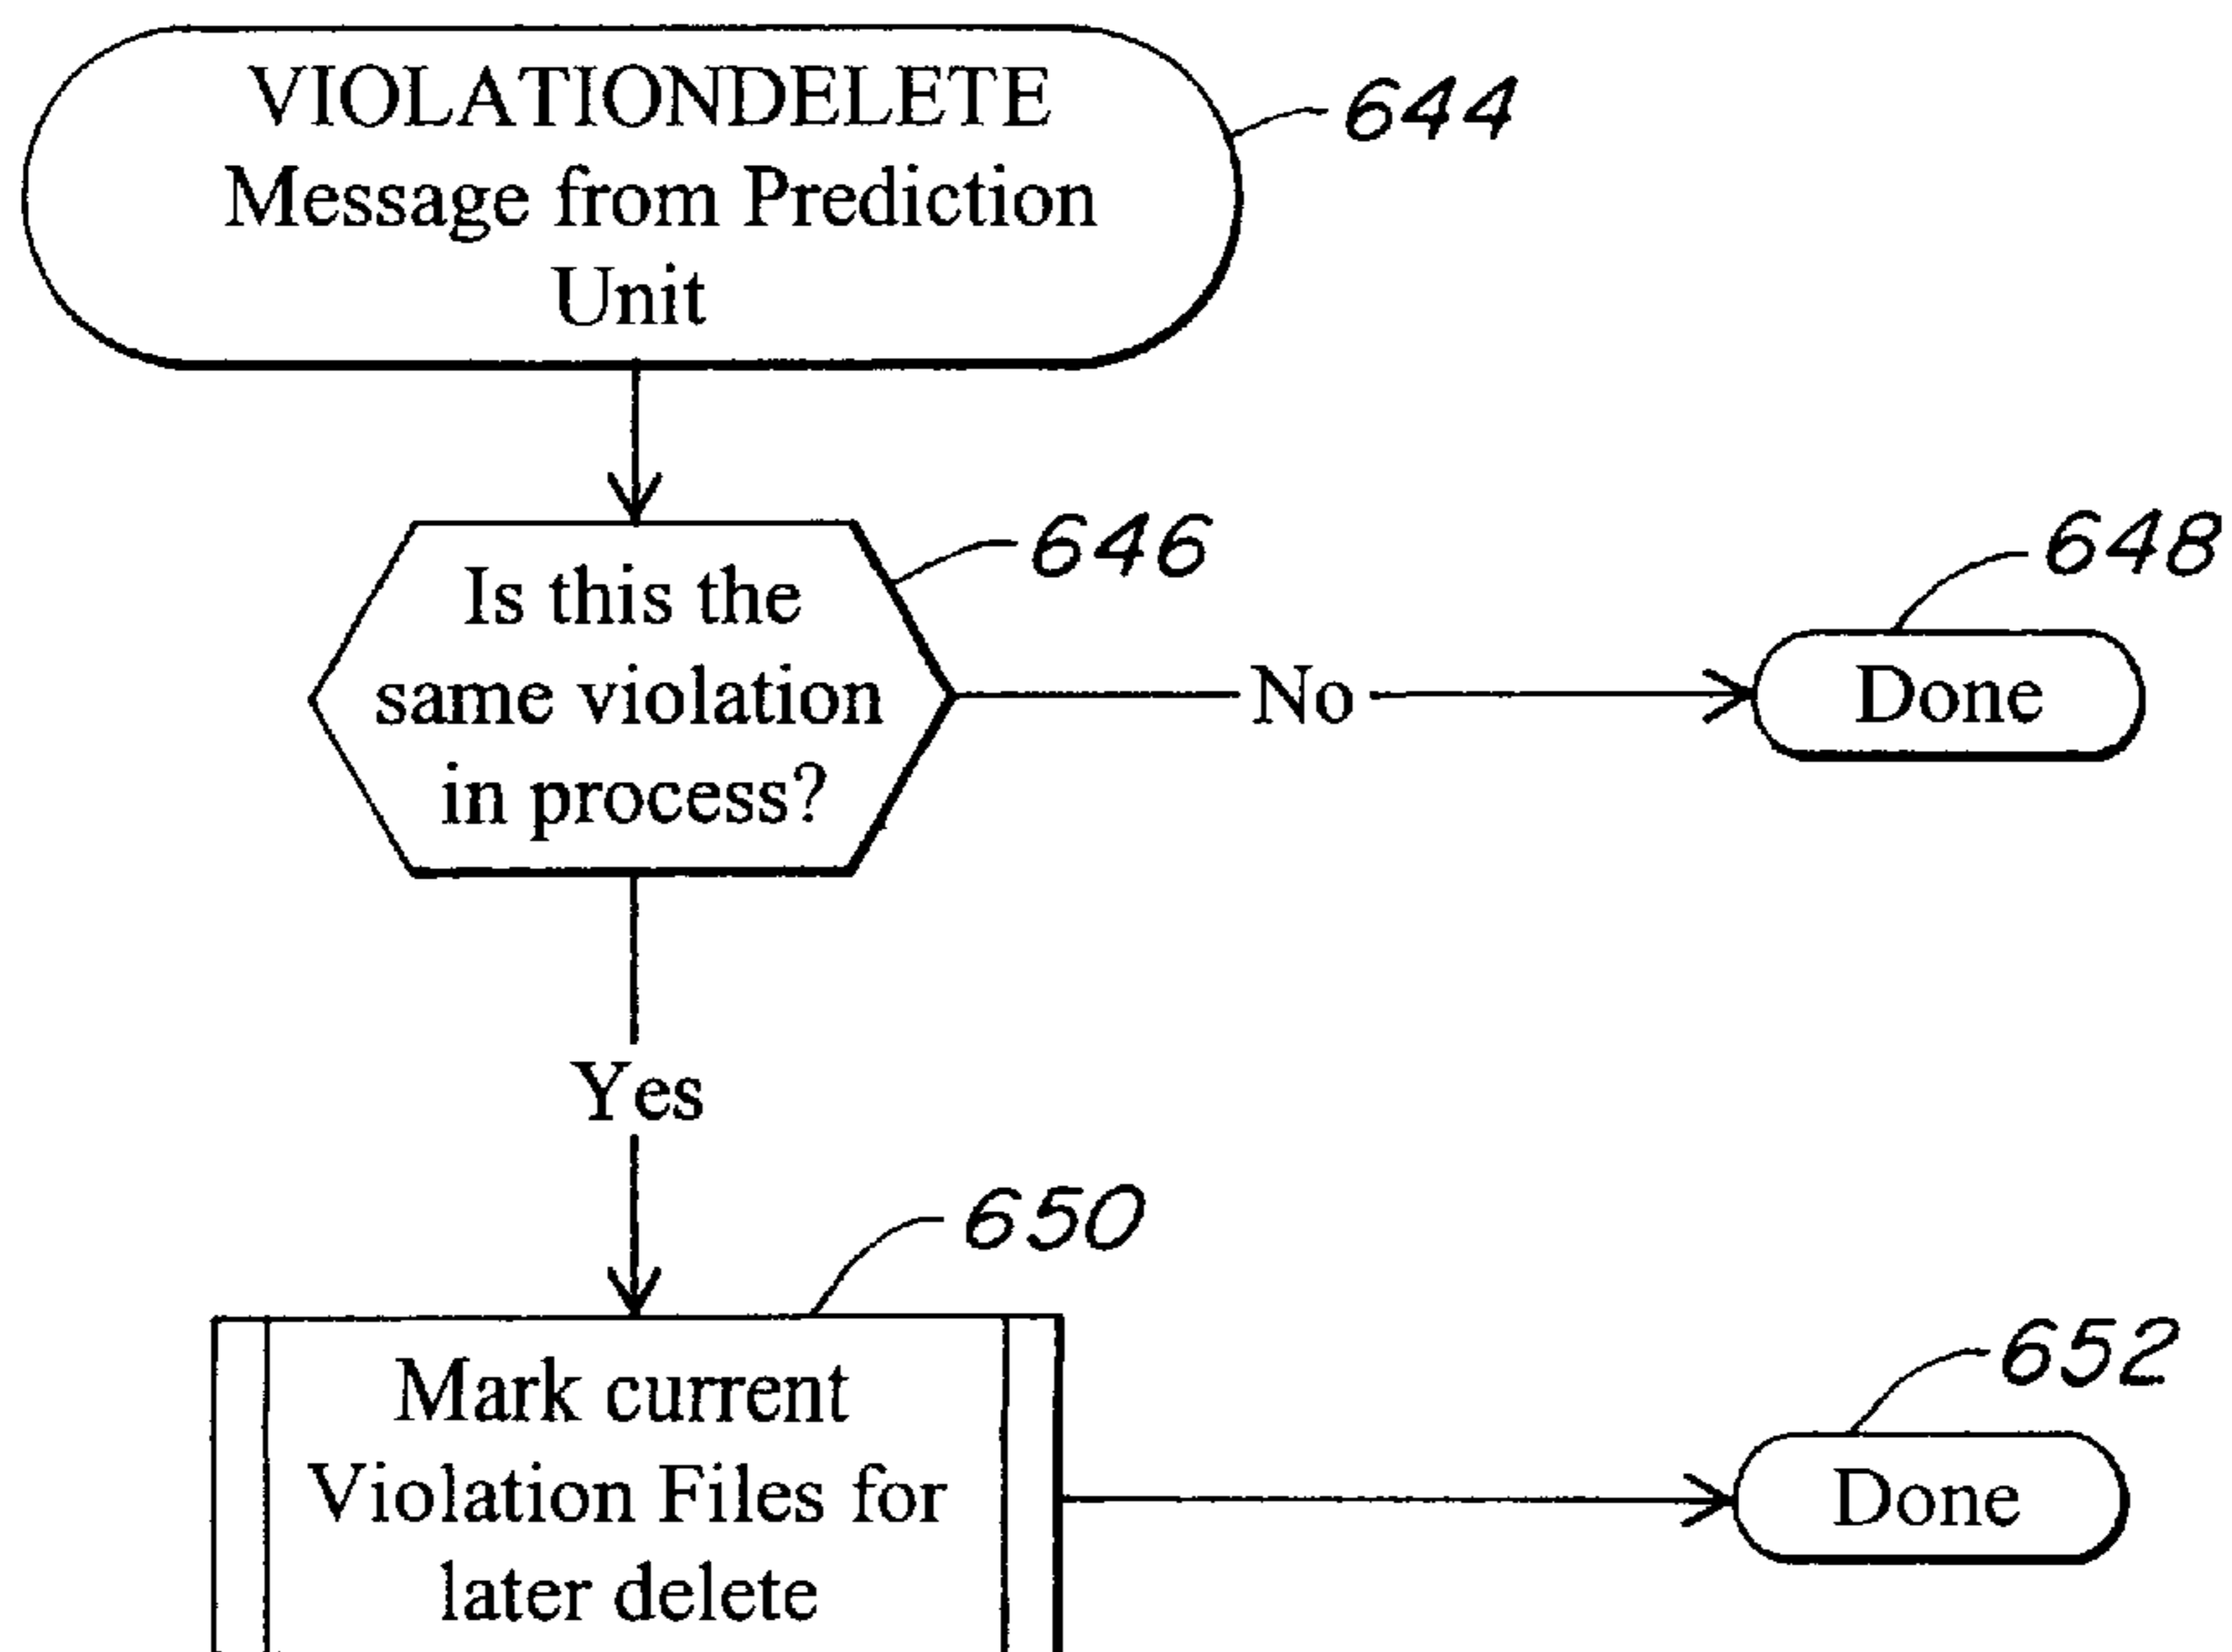 VIOLATIONDELETE
Message from Prediction
Unit
644
Is this the
same violation
in process?
646
No
648
Done
Yes
650
Mark current
Violation Files for
later delete
652
Done